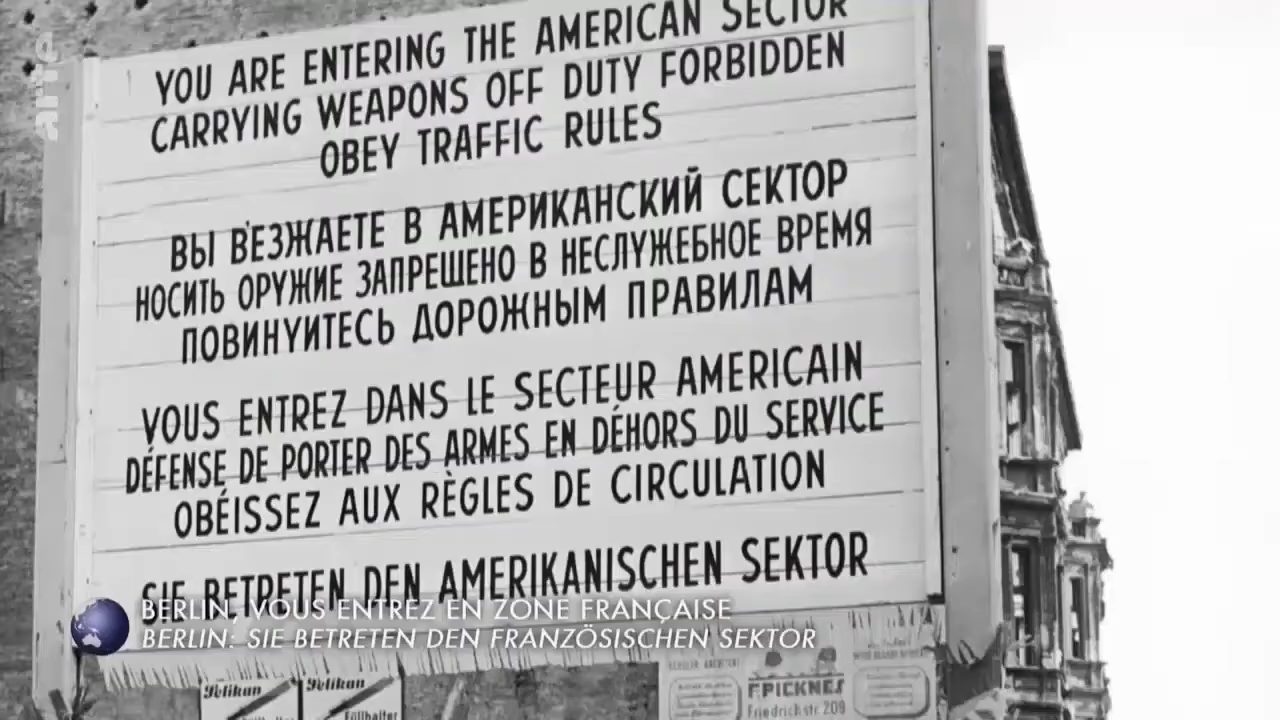 arte
YOU ARE ENTERING THE AMERICAN SECTOR
CARRYING WEAPONS OFF DUTY FORBIDDEN
OBEY TRAFFIC RULES
ВЫ В'ЕЗЖАЕТЕ В АМЕРИКАНСКИЙ СЕКТОР
НОСИТЬ ОРУЖИЕ ЗАПРЕЩЕНО В НЕСЛУЖЕБНОЕ ВРЕМЯ
ПОВИНУИТЕСЬ ДОРОЖНЫМ ПРАВИЛАМ
VOUS ENTREZ DANS LE SECTEUR AMERICAIN
DÉFENSE DE PORTER DES ARMES EN DÉHORS DU SERVICE
OBÉISSEZ AUX RÈGLES DE CIRCULATION
SIE BETRETEN DEN AMERIKANISCHEN SEKTOR
BERLIN, VOUS ENTREZ EN ZONE FRANÇAISE
BERLIN: SIE BETRETEN DEN FRANZÖSISCHEN SEKTOR
Pelikan Pelikan
Füllhalter
F.PICKNES
Friedrichstr. 209